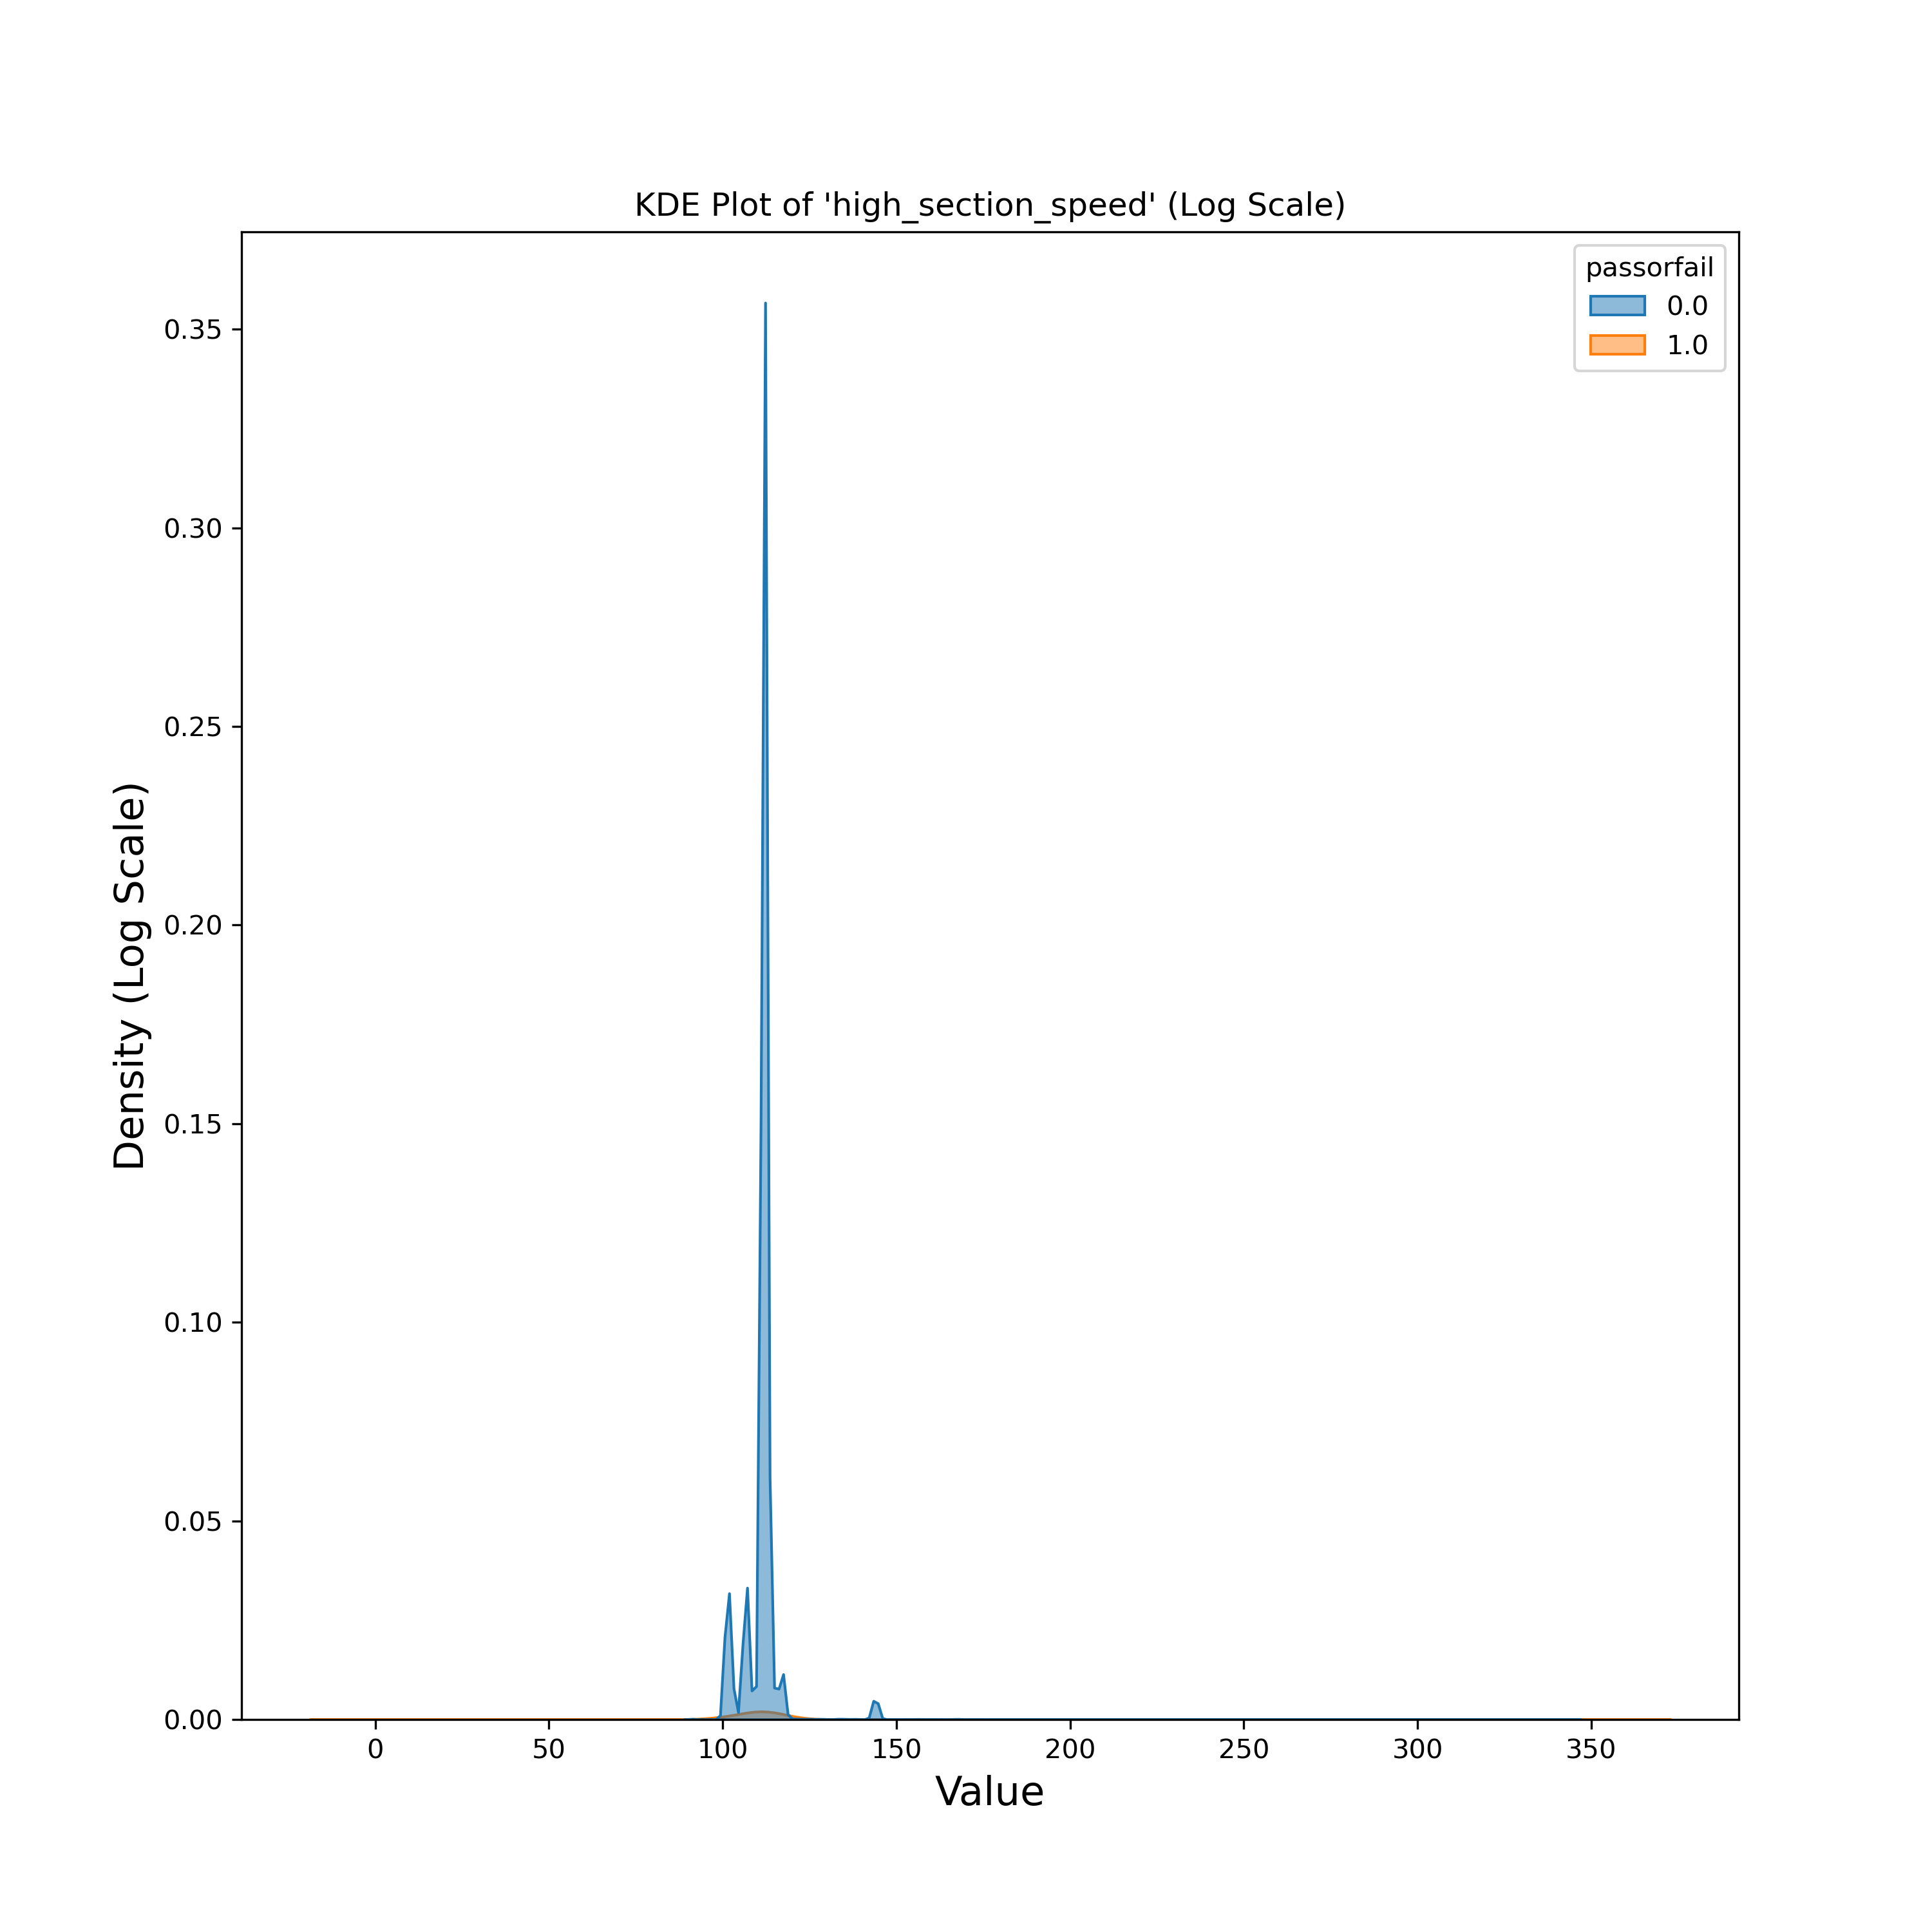 KDE Plot of 'high_section_speed' (Log Scale)
passorfail
0.0
1.0
Density (Log Scale)
0.35
0.30
0.25
0.20
0.15
0.10
0.05
0.00
0 50 100 150 200 250 300 350
Value